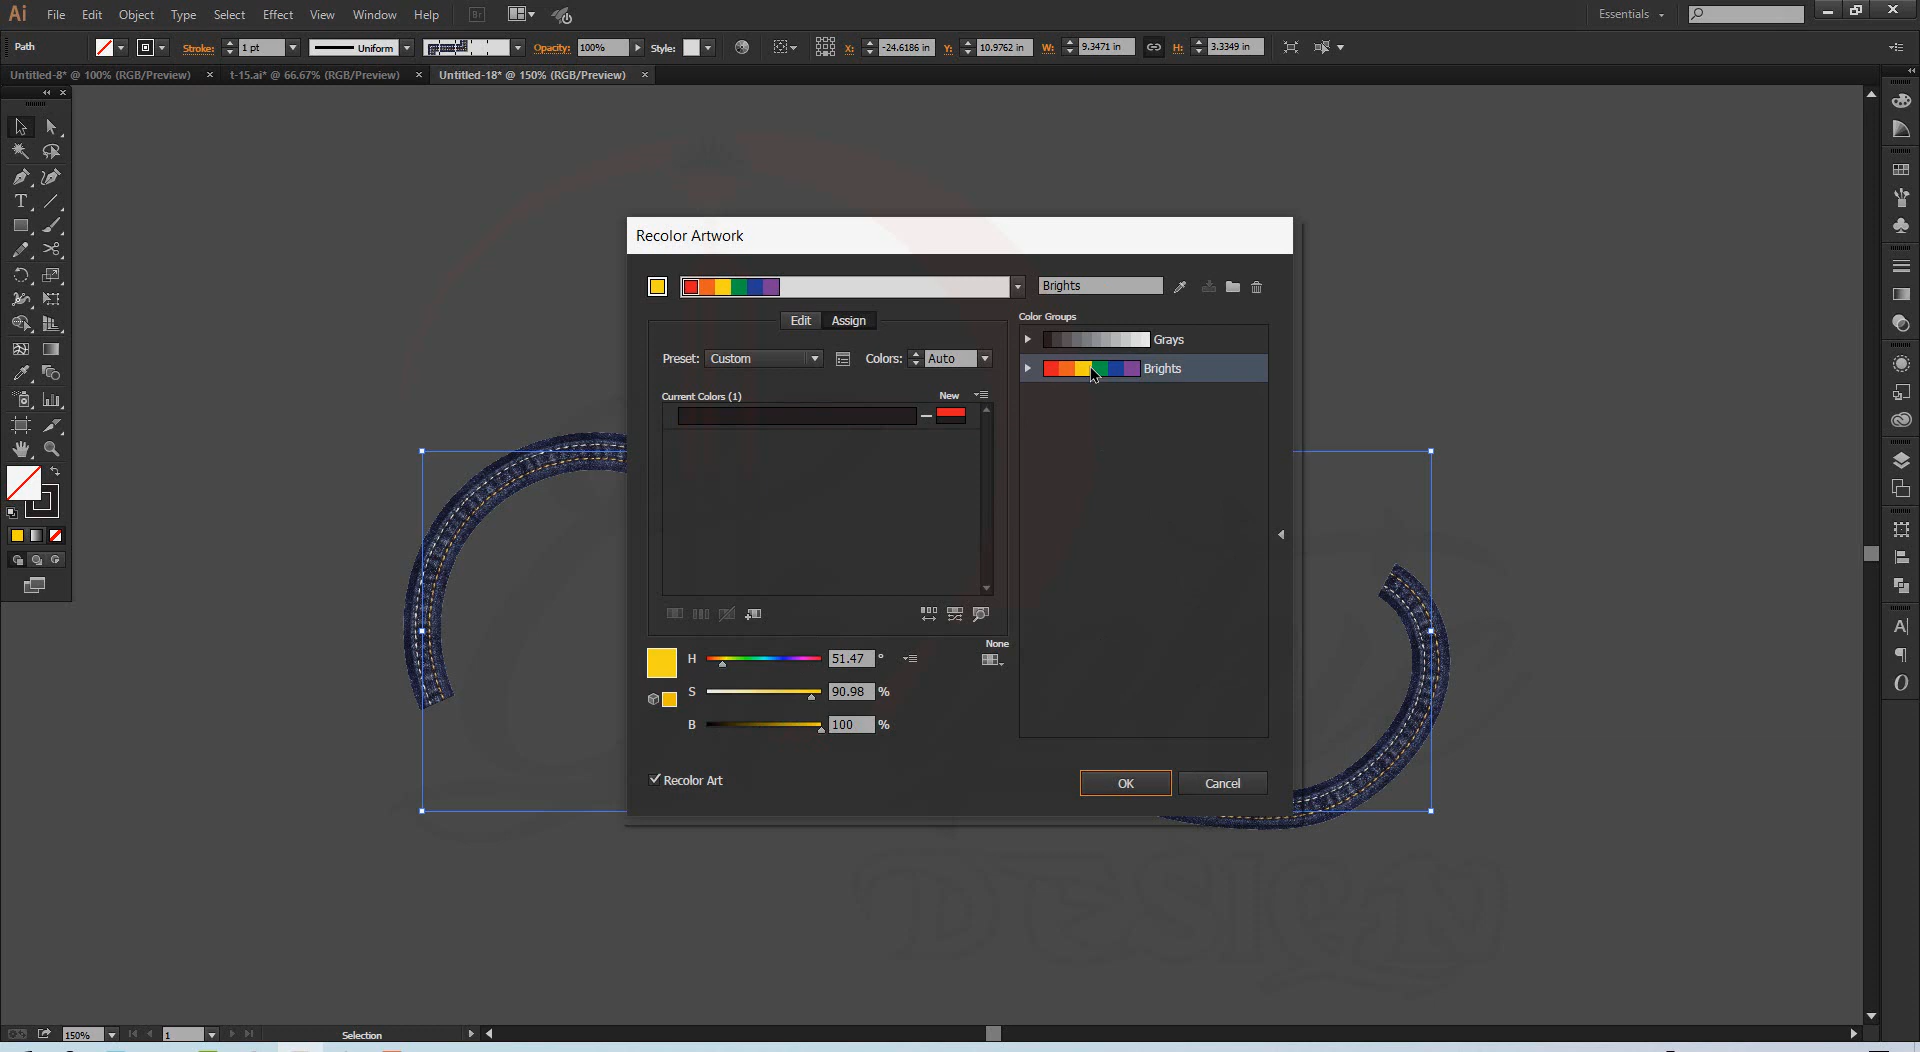 Ai File Edit Object Type Select Effect View Window Help Br Essentials
Path Stroke: 1 pt Uniform Opacity: 100% Style: X: -24.6186 in Y: 10.9762 in W: 9.3471 in H: 3.3349 in
Untitled-8* @ 100% (RGB/Preview) × t-15.ai* @ 66.67% (RGB/Preview) × Untitled-18* @ 150% (RGB/Preview) ×
Recolor Artwork
Brights
Edit Assign
Color Groups
Grays
Preset: Custom Colors: Auto
Brights
Current Colors (1) New
None
H 51.47 °
S 90.98 %
B 100 %
Recolor Art
OK Cancel
DESIGN
150% 1 Selection